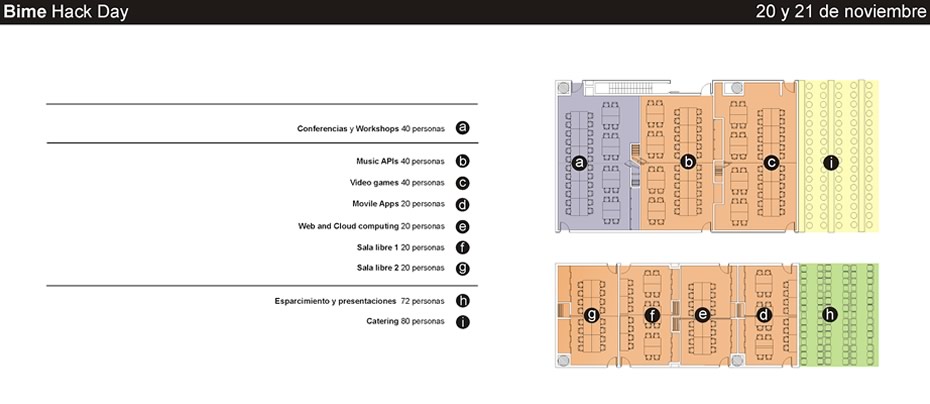 Bime Hack Day
20 y 21 de noviembre
Conferencias y Workshops 40 personas a
Music APIs 40 personas b
Video games 40 personas c
Movile Apps 20 personas d
Web and Cloud computing 20 personas e
Sala libre 1 20 personas f
Sala libre 2 20 personas g
Esparcimiento y presentaciones 72 personas h
Catering 80 personas i
a b c i
g f e d h